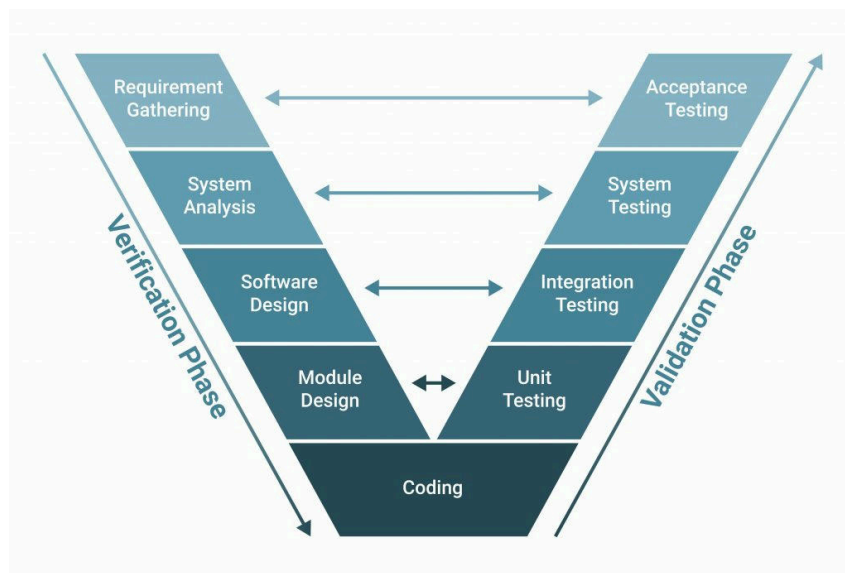 Requirement
Gathering
Acceptance
Testing
System
Analysis
System
Testing
Software
Design
Integration
Testing
Module
Design
Unit
Testing
Coding
Verification Phase
Validation Phase